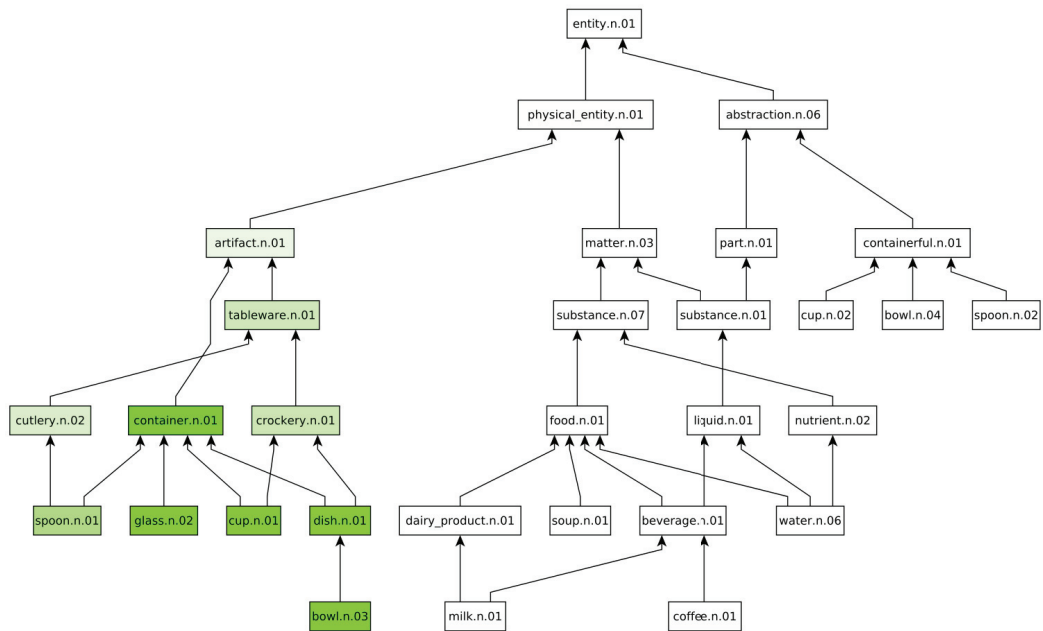 entity.n.01
physical_entity.n.01
abstraction.n.06
artifact.n.01
matter.n.03
part.n.01
containerful.n.01
tableware.n.01
substance.n.07
substance.n.01
cup.n.02
bowl.n.04
spoon.n.02
cutlery.n.02
container.n.01
crockery.n.01
food.n.01
liquid.n.01
nutrient.n.02
spoon.n.01
glass.n.02
cup.n.01
dish.n.01
dairy_product.n.01
soup.n.01
beverage.n.01
water.n.06
bowl.n.03
milk.n.01
coffee.n.01